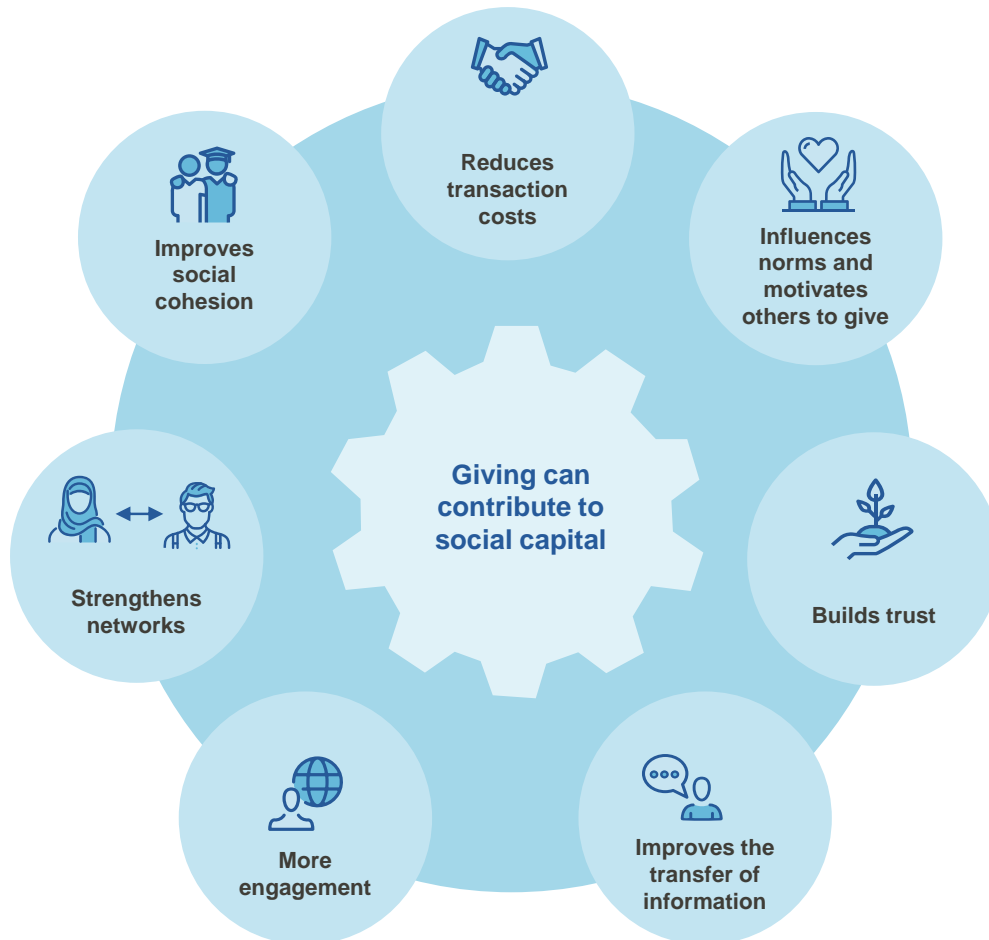 Reduces
transaction
costs
Influences
norms and
motivates
others to give
Builds trust
Improves the
transfer of
information
More
engagement
Strengthens
networks
Improves
social
cohesion
Giving can
contribute to
social capital